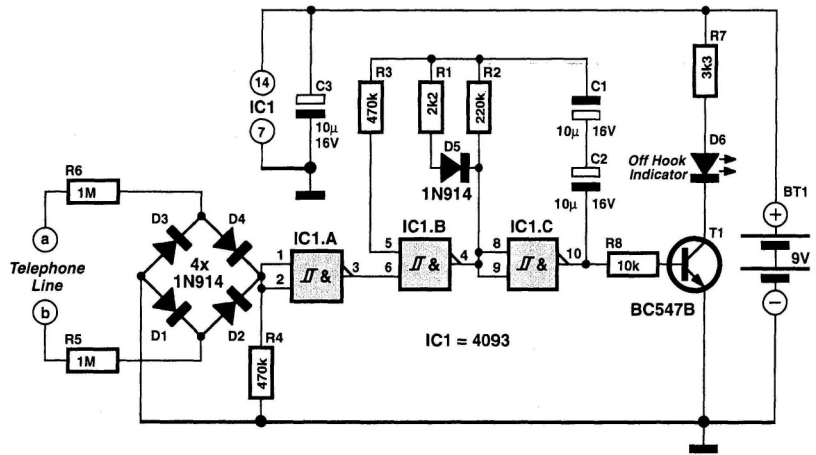 R7
3k3
14
IC1
7
C3
10µ
16V
R3
470k
R1
2k2
R2
220k
C1
10µ
16V
D5
1N914
C2
10µ
16V
D6
Off Hook
Indicator
BT1
R6
1M
a
Telephone
Line
b
R5
1M
D3
D4
4x
1N914
D1
D2
1
2
IC1.A
&
3
R4
470k
5
6
IC1.B
&
4
8
9
IC1.C
&
10
R8
10k
T1
BC547B
+
9V
−
IC1 = 4093